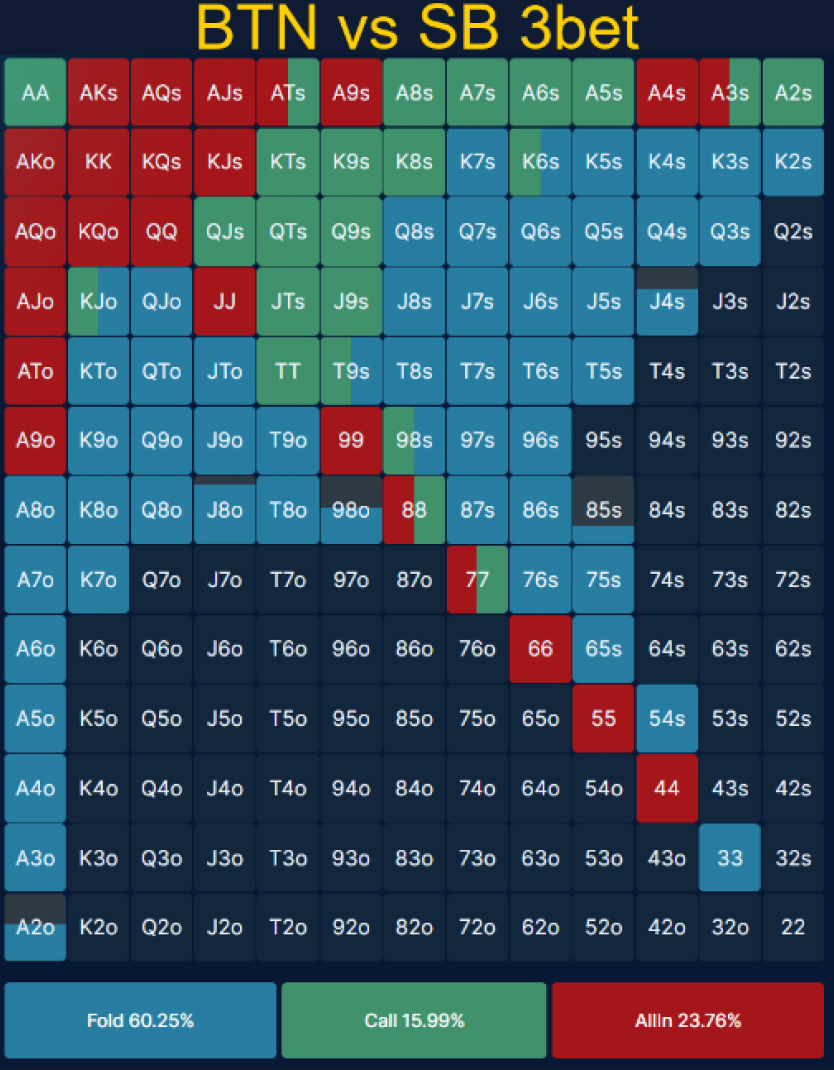 BTN vs SB 3bet
AA AKs AQs AJs ATs A9s A8s A7s A6s A5s A4s A3s A2s
AKo KK KQs KJs KTs K9s K8s K7s K6s K5s K4s K3s K2s
AQo KQo QQ QJs QTs Q9s Q8s Q7s Q6s Q5s Q4s Q3s Q2s
AJo KJo QJo JJ JTs J9s J8s J7s J6s J5s J4s J3s J2s
ATo KTo QTo JTo TT T9s T8s T7s T6s T5s T4s T3s T2s
A9o K9o Q9o J9o T9o 99 98s 97s 96s 95s 94s 93s 92s
A8o K8o Q8o J8o T8o 98o 88 87s 86s 85s 84s 83s 82s
A7o K7o Q7o J7o T7o 97o 87o 77 76s 75s 74s 73s 72s
A6o K6o Q6o J6o T6o 96o 86o 76o 66 65s 64s 63s 62s
A5o K5o Q5o J5o T5o 95o 85o 75o 65o 55 54s 53s 52s
A4o K4o Q4o J4o T4o 94o 84o 74o 64o 54o 44 43s 42s
A3o K3o Q3o J3o T3o 93o 83o 73o 63o 53o 43o 33 32s
A2o K2o Q2o J2o T2o 92o 82o 72o 62o 52o 42o 32o 22
Fold 60.25% Call 15.99% AllIn 23.76%